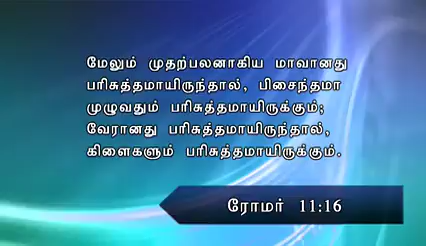 மேலும் முதற்பலனாகிய மாவானது
பரிசுத்தமாயிருந்தால், பிசைந்தமா
முழுவதும் பரிசுத்தமாயிருக்கும்;
வேரானது பரிசுத்தமாயிருந்தால்,
கிளைகளும் பரிசுத்தமாயிருக்கும்.
ரோமர் 11:16